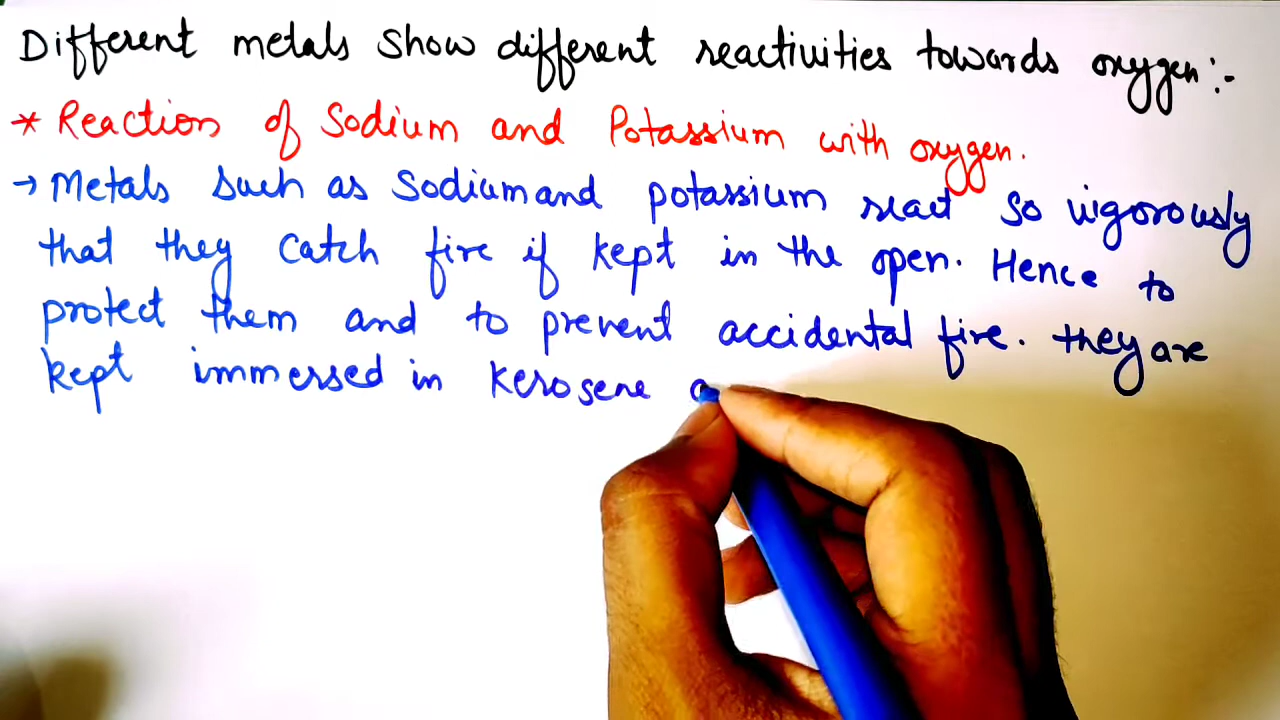 Different metals show different reactivities towards oxygen:-
* Reaction of Sodium and Potassium with oxygen.
→ Metals such as Sodium and potassium react so vigorously
that they catch fire if kept in the open. Hence to
protect them and to prevent accidental fire. they are
kept immersed in kerosene